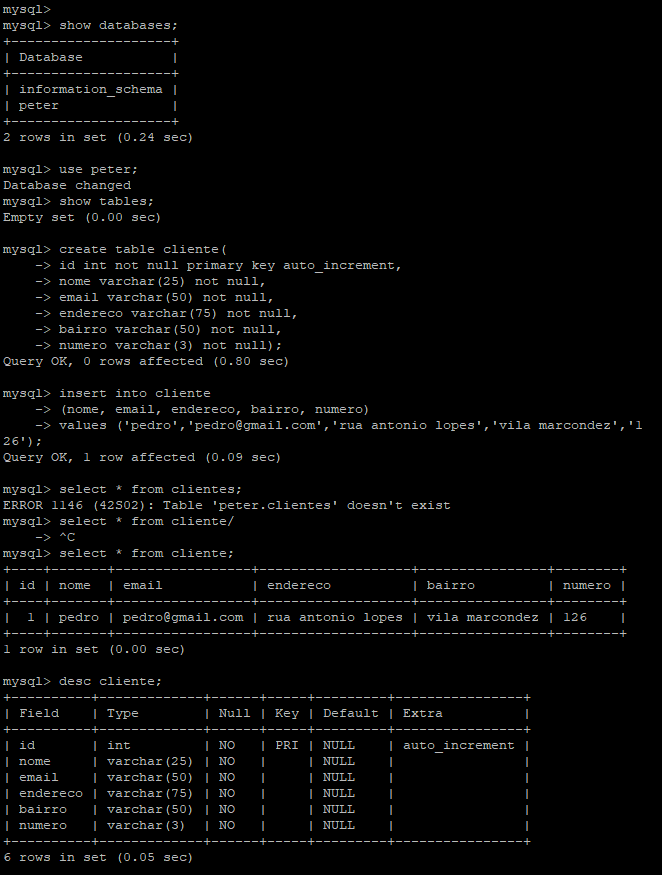 mysql>
mysql> show databases;
+--------------------+
| Database           |
+--------------------+
| information_schema |
| peter              |
+--------------------+
2 rows in set (0.24 sec)

mysql> use peter;
Database changed
mysql> show tables;
Empty set (0.00 sec)

mysql> create table cliente(
    -> id int not null primary key auto_increment,
    -> nome varchar(25) not null,
    -> email varchar(50) not null,
    -> endereco varchar(75) not null,
    -> bairro varchar(50) not null,
    -> numero varchar(3) not null);
Query OK, 0 rows affected (0.80 sec)

mysql> insert into cliente
    -> (nome, email, endereco, bairro, numero)
    -> values ('pedro','pedro@gmail.com','rua antonio lopes','vila marcondez','1
26');
Query OK, 1 row affected (0.09 sec)

mysql> select * from clientes;
ERROR 1146 (42S02): Table 'peter.clientes' doesn't exist
mysql> select * from cliente/
    -> ^C
mysql> select * from cliente;
+----+-------+-----------------+-------------------+----------------+--------+
| id | nome  | email           | endereco          | bairro         | numero |
+----+-------+-----------------+-------------------+----------------+--------+
|  1 | pedro | pedro@gmail.com | rua antonio lopes | vila marcondez | 126    |
+----+-------+-----------------+-------------------+----------------+--------+
1 row in set (0.00 sec)

mysql> desc cliente;
+----------+-------------+------+-----+---------+----------------+
| Field    | Type        | Null | Key | Default | Extra          |
+----------+-------------+------+-----+---------+----------------+
| id       | int         | NO   | PRI | NULL    | auto_increment |
| nome     | varchar(25) | NO   |     | NULL    |                |
| email    | varchar(50) | NO   |     | NULL    |                |
| endereco | varchar(75) | NO   |     | NULL    |                |
| bairro   | varchar(50) | NO   |     | NULL    |                |
| numero   | varchar(3)  | NO   |     | NULL    |                |
+----------+-------------+------+-----+---------+----------------+
6 rows in set (0.05 sec)